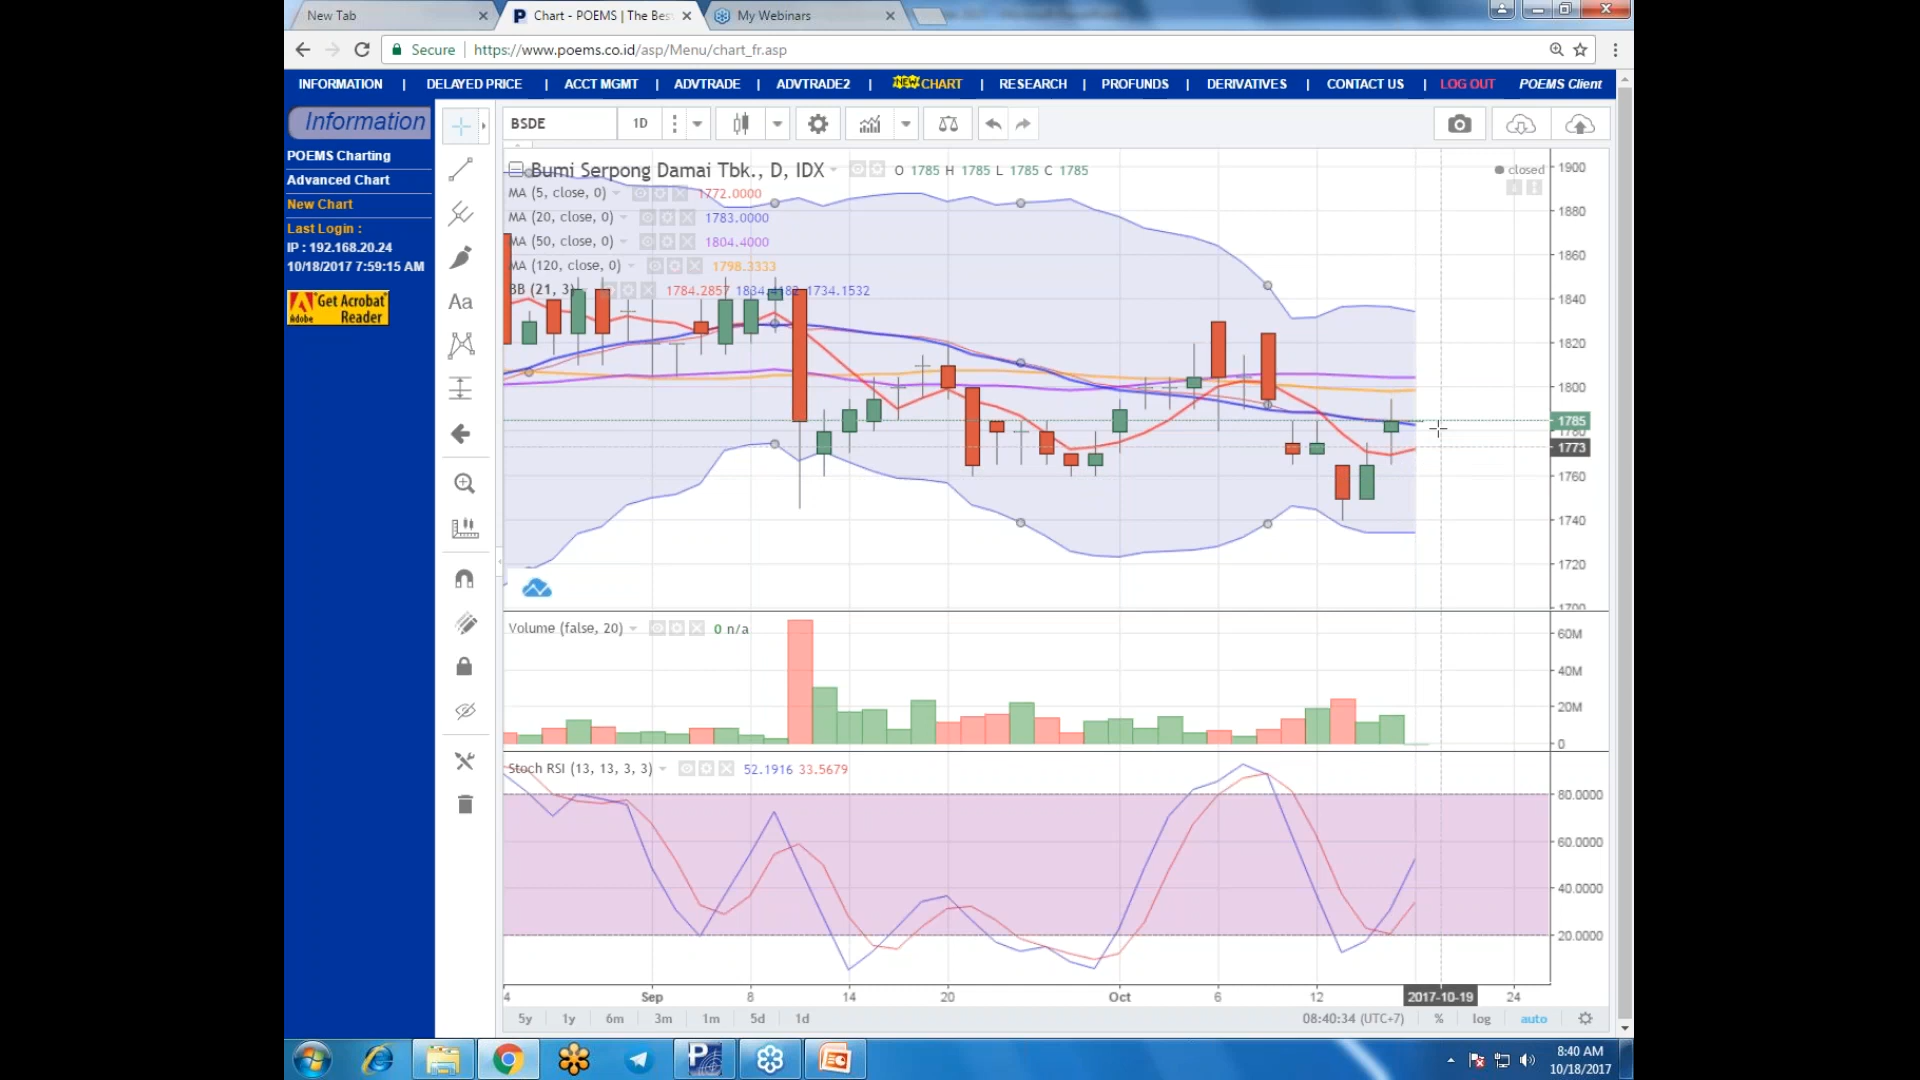 New Tab
Chart - POEMS | The Bes
My Webinars
Secure
https://www.poems.co.id/asp/Menu/chart_fr.asp
INFORMATION | DELAYED PRICE | ACCT MGMT | ADVTRADE | ADVTRADE2 | NEW CHART | RESEARCH | PROFUNDS | DERIVATIVES | CONTACT US | LOG OUT POEMS Client
Information
POEMS Charting
Advanced Chart
New Chart
Last Login :
IP : 192.168.20.24
10/18/2017 7:59:15 AM
Get Acrobat
Adobe Reader
BSDE
1D
Aa
Bumi Serpong Damai Tbk., D, IDX
O 1785 H 1785 L 1785 C 1785
closed
MA (5, close, 0) 1772.0000
MA (20, close, 0) 1783.0000
MA (50, close, 0) 1804.4000
MA (120, close, 0) 1798.3333
BB (21, 3) 1784.2857 1834.4182 1734.1532
1900
1880
1860
1840
1820
1800
1785
1780
1773
1760
1740
1720
1700
Volume (false, 20) 0 n/a
60M
40M
20M
0
Stoch RSI (13, 13, 3, 3) 52.1916 33.5679
80.0000
60.0000
40.0000
20.0000
4 Sep 8 14 20 Oct 6 12 2017-10-19 24
5y 1y 6m 3m 1m 5d 1d
08:40:34 (UTC+7) % log auto
8:40 AM
10/18/2017